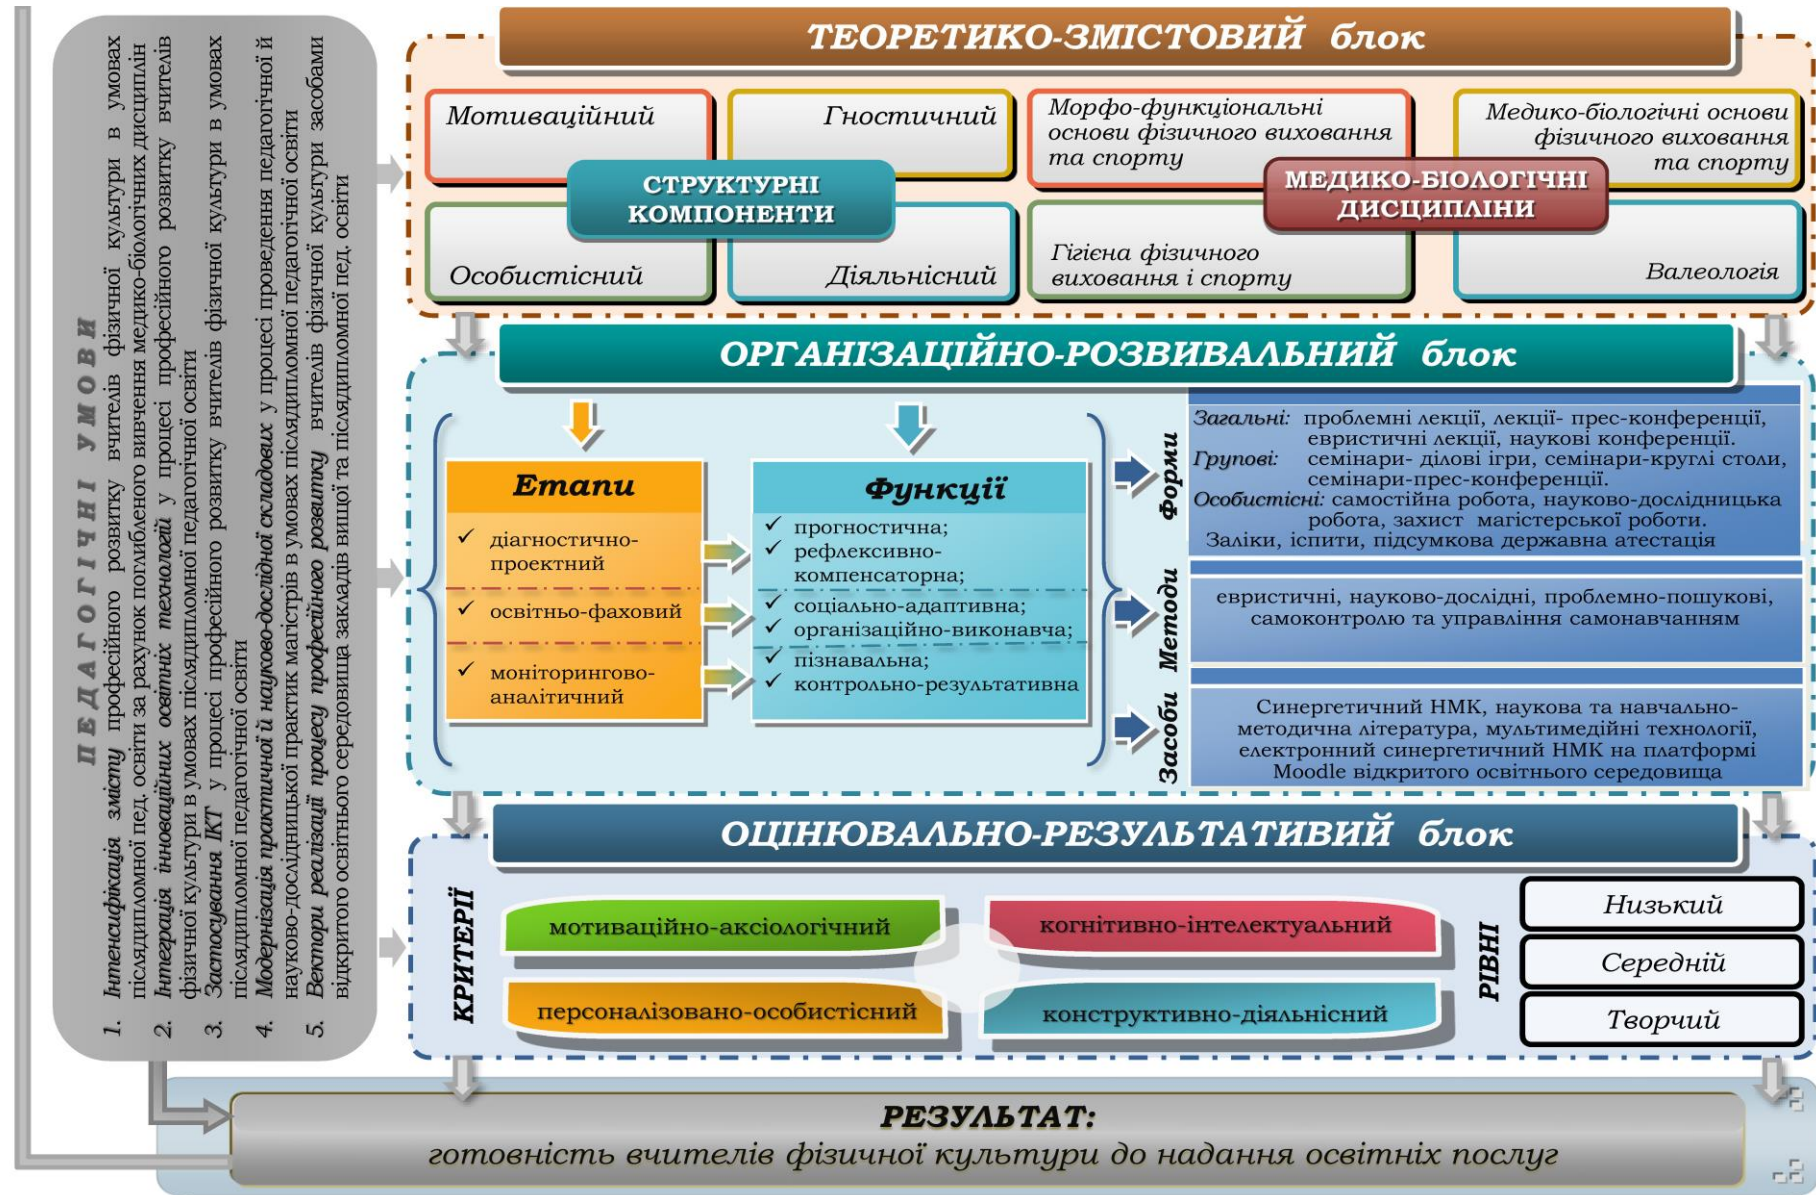 ПЕДАГОГІЧНІ УМОВИ
1. Інтенсифікація змісту професійного розвитку вчителів фізичної культури в умовах
післядипломної пед. освіти за рахунок поглибленого вивчення медико-біологічних дисциплін
2. Інтеграція інноваційних освітніх технологій у процесі професійного розвитку вчителів
фізичної культури в умовах післядипломної педагогічної освіти
3. Застосування ІКТ у процесі професійного розвитку вчителів фізичної культури в умовах
післядипломної педагогічної освіти
4. Модернізація практичної й науково-дослідної складових у процесі проведення педагогічної й
науково-дослідницької практик магістрів в умовах післядипломної педагогічної освіти
5. Вектори реалізації процесу професійного розвитку вчителів фізичної культури засобами
відкритого освітнього середовища закладів вищої та післядипломної пед. освіти
ТЕОРЕТИКО-ЗМІСТОВИЙ блок
Мотиваційний
Гностичний
СТРУКТУРНІ
КОМПОНЕНТИ
Особистісний
Діяльнісний
Морфо-функціональні
основи фізичного виховання
та спорту
Медико-біологічні основи
фізичного виховання
та спорту
МЕДИКО-БІОЛОГІЧНІ
ДИСЦИПЛІНИ
Гігієна фізичного
виховання і спорту
Валеологія
ОРГАНІЗАЦІЙНО-РОЗВИВАЛЬНИЙ блок
Етапи
✓ діагностично-
проектний
✓ освітньо-фаховий
✓ моніторингово-
аналітичний
Функції
✓ прогностична;
✓ рефлексивно-
компенсаторна;
✓ соціально-адаптивна;
✓ організаційно-виконавча;
✓ пізнавальна;
✓ контрольно-результативна
Форми
Загальні: проблемні лекції, лекції- прес-конференції,
евристичні лекції, наукові конференції.
Групові: семінари- ділові ігри, семінари-круглі столи,
семінари-прес-конференції.
Особистісні: самостійна робота, науково-дослідницька
робота, захист магістерської роботи.
Заліки, іспити, підсумкова державна атестація
Методи
евристичні, науково-дослідні, проблемно-пошукові,
самоконтролю та управління самонавчанням
Засоби
Синергетичний НМК, наукова та навчально-
методична література, мультимедійні технології,
електронний синергетичний НМК на платформі
Moodle відкритого освітнього середовища
ОЦІНЮВАЛЬНО-РЕЗУЛЬТАТИВИЙ блок
КРИТЕРІЇ
мотиваційно-аксіологічний
когнітивно-інтелектуальний
персоналізовано-особистісний
конструктивно-діяльнісний
РІВНІ
Низький
Середній
Творчий
РЕЗУЛЬТАТ:
готовність вчителів фізичної культури до надання освітніх послуг